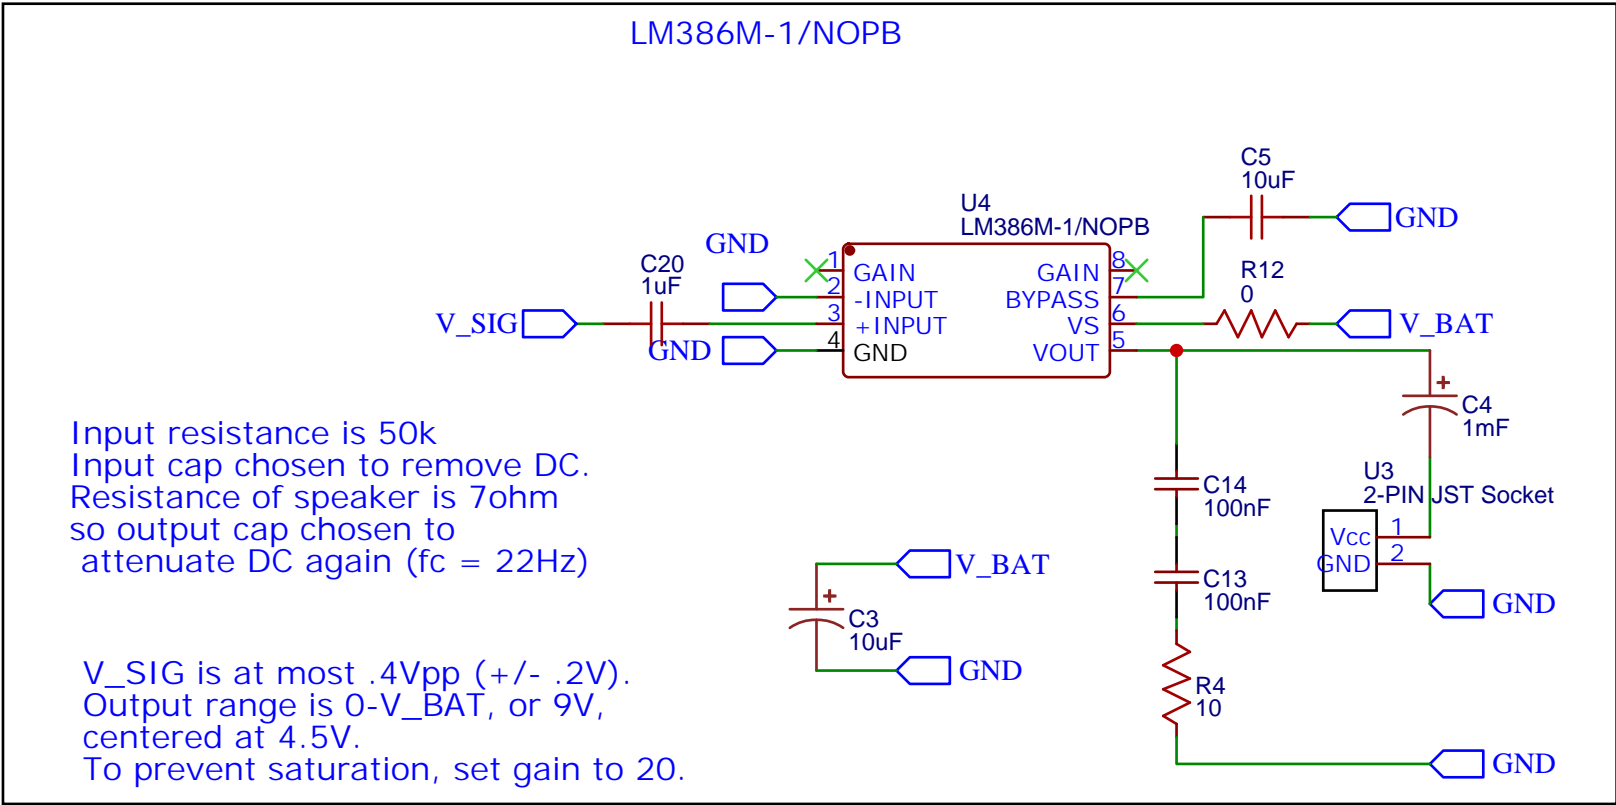 LM386M-1/NOPB
C5
10uF
GND
U4
LM386M-1/NOPB
GND
C20
1uF
V_SIG
GND
1
GAIN
2
-INPUT
3
+INPUT
4
GND
8
GAIN
7
BYPASS
6
VS
5
VOUT
R12
0
V_BAT
C4
1mF
U3
2-PIN JST Socket
Vcc
1
GND
2
GND
C14
100nF
C13
100nF
R4
10
GND
V_BAT
C3
10uF
GND
Input resistance is 50k
Input cap chosen to remove DC.
Resistance of speaker is 7ohm
so output cap chosen to
attenuate DC again (fc = 22Hz)
V_SIG is at most .4Vpp (+/- .2V).
Output range is 0-V_BAT, or 9V,
centered at 4.5V.
To prevent saturation, set gain to 20.